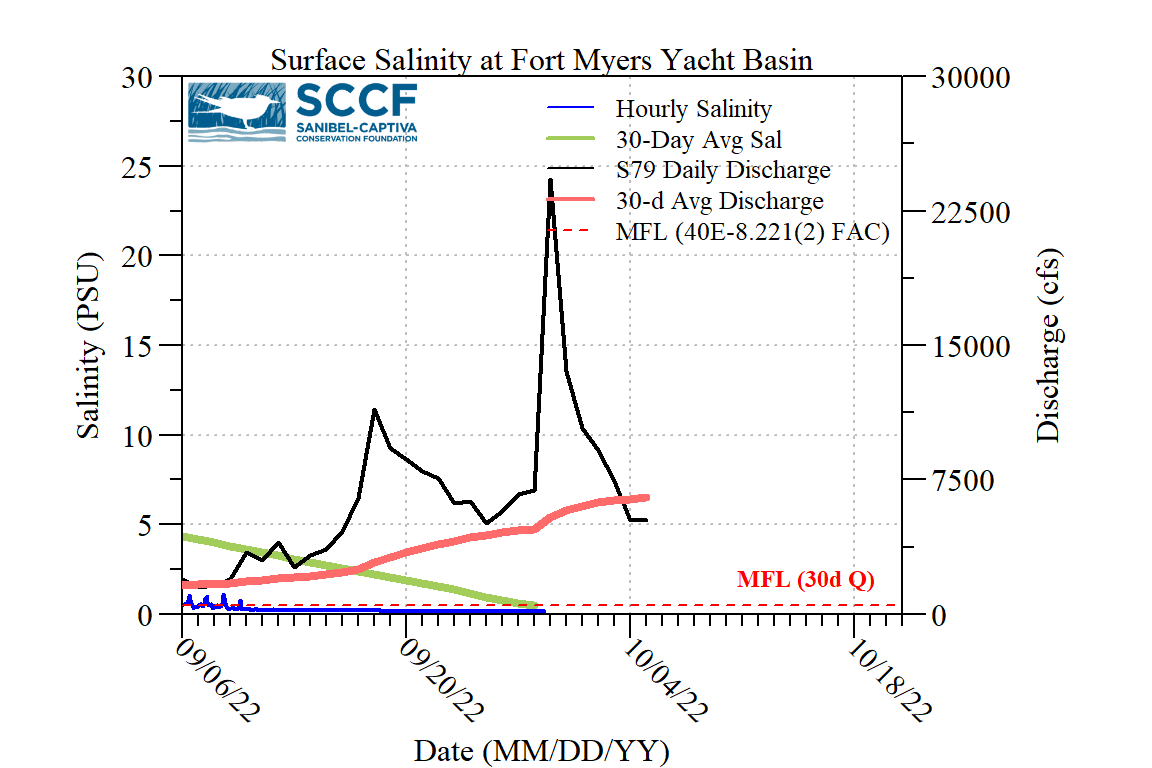 Surface Salinity at Fort Myers Yacht Basin
SCCF
SANIBEL-CAPTIVA
CONSERVATION FOUNDATION
Hourly Salinity
30-Day Avg Sal
S79 Daily Discharge
30-d Avg Discharge
MFL (40E-8.221(2) FAC)
30
25
20
15
10
5
0
Salinity (PSU)
30000
22500
15000
7500
0
Discharge (cfs)
MFL (30d Q)
09/06/22
09/20/22
10/04/22
10/18/22
Date (MM/DD/YY)